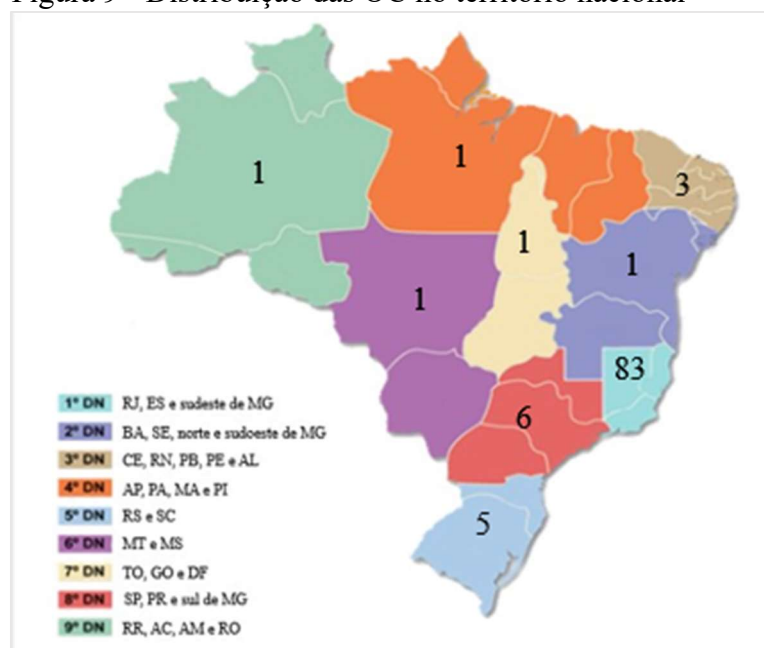 Figura 9 – Distribuição das OC no território nacional
1
1
3
1
1
1
83
6
5
1º DN RJ, ES e sudeste de MG
2º DN BA, SE, norte e sudoeste de MG
3º DN CE, RN, PB, PE e AL
4º DN AP, PA, MA e PI
5º DN RS e SC
6º DN MT e MS
7º DN TO, GO e DF
8º DN SP, PR e sul de MG
9º DN RR, AC, AM e RO